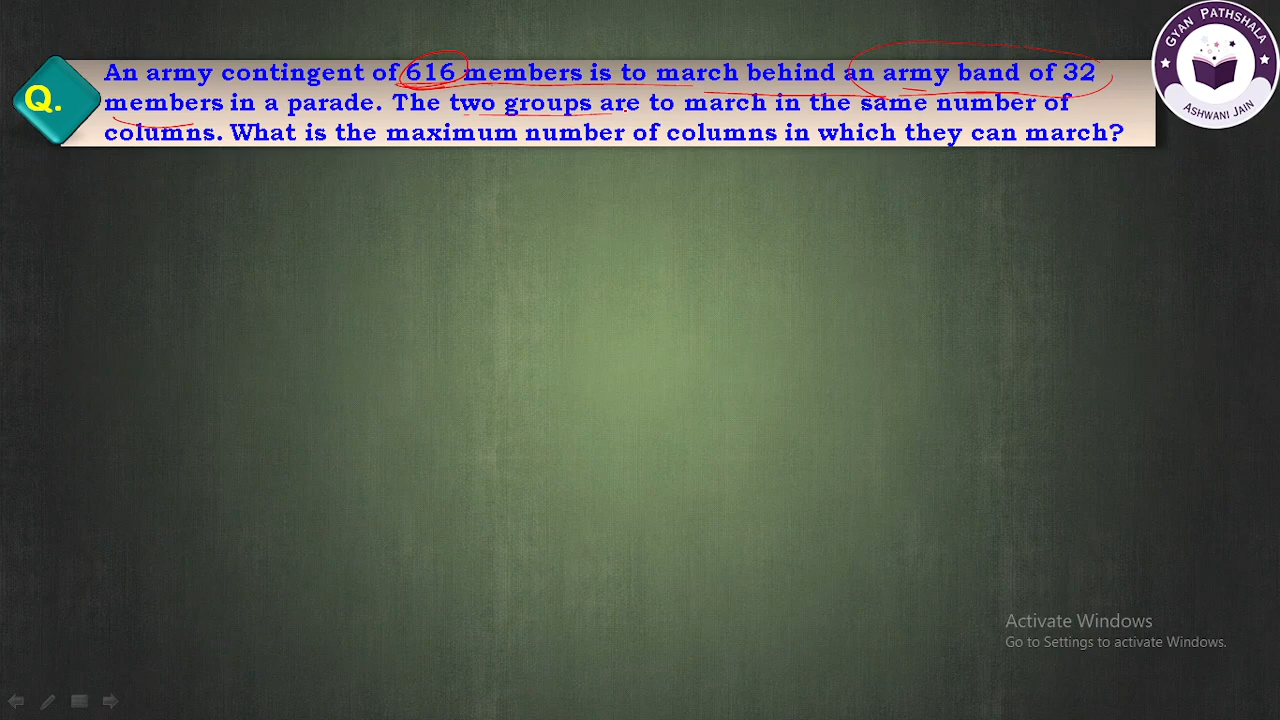 GYAN PATHSHALA
Q.
An army contingent of 616 members is to march behind an army band of 32
members in a parade. The two groups are to march in the same number of
columns. What is the maximum number of columns in which they can march?
ASHWANI JAIN
Activate Windows
Go to Settings to activate Windows.